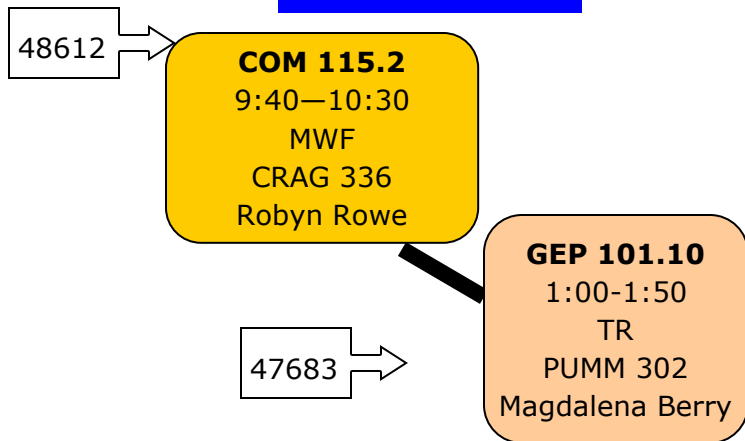 48612
COM 115.2
9:40—10:30
MWF
CRAG 336
Robyn Rowe
GEP 101.10
1:00-1:50
TR
PUMM 302
Magdalena Berry
47683